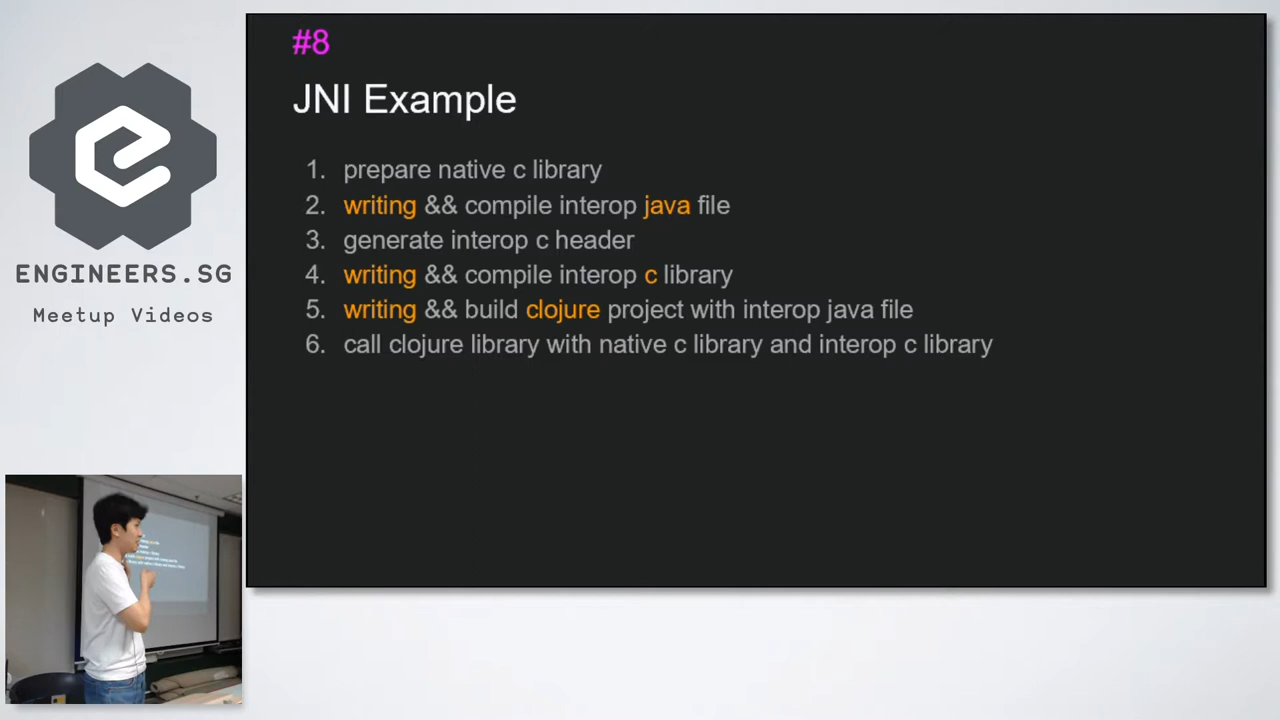 #8
JNI Example
1. prepare native c library
2. writing && compile interop java file
3. generate interop c header
4. writing && compile interop c library
5. writing && build clojure project with interop java file
6. call clojure library with native c library and interop c library
ENGINEERS.SG
Meetup Videos